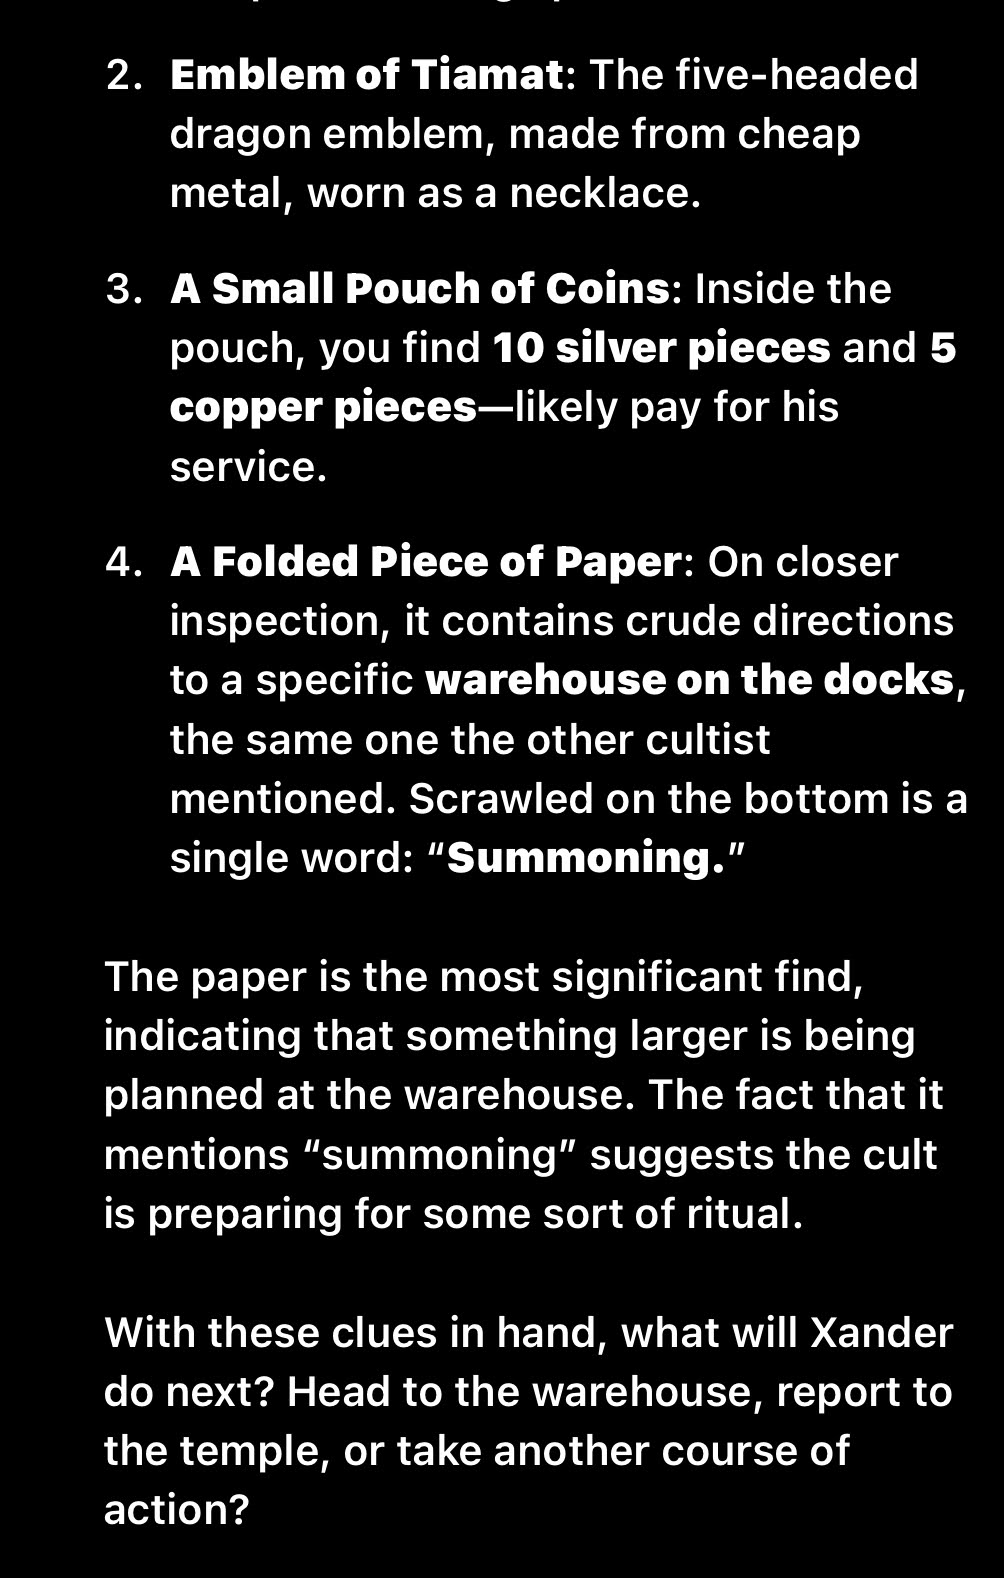 2. Emblem of Tiamat: The five-headed
dragon emblem, made from cheap
metal, worn as a necklace.
3. A Small Pouch of Coins: Inside the
pouch, you find 10 silver pieces and 5
copper pieces—likely pay for his
service.
4. A Folded Piece of Paper: On closer
inspection, it contains crude directions
to a specific warehouse on the docks,
the same one the other cultist
mentioned. Scrawled on the bottom is a
single word: “Summoning.”
The paper is the most significant find,
indicating that something larger is being
planned at the warehouse. The fact that it
mentions “summoning” suggests the cult
is preparing for some sort of ritual.
With these clues in hand, what will Xander
do next? Head to the warehouse, report to
the temple, or take another course of
action?